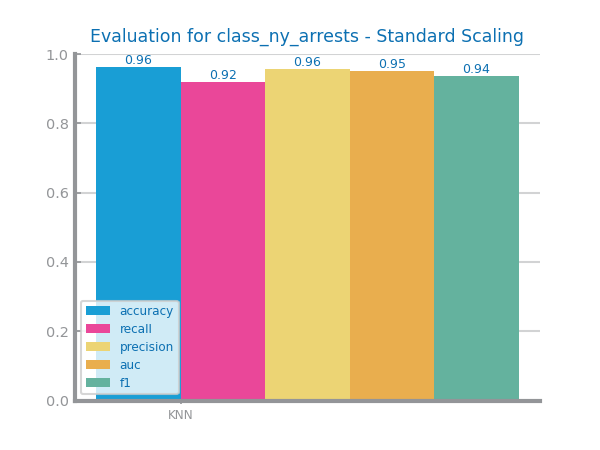 Evaluation for class_ny_arrests - Standard Scaling
1.0
0.8
0.6
0.4
0.2
0.0
0.96
0.92
0.96
0.95
0.94
accuracy
recall
precision
auc
f1
KNN